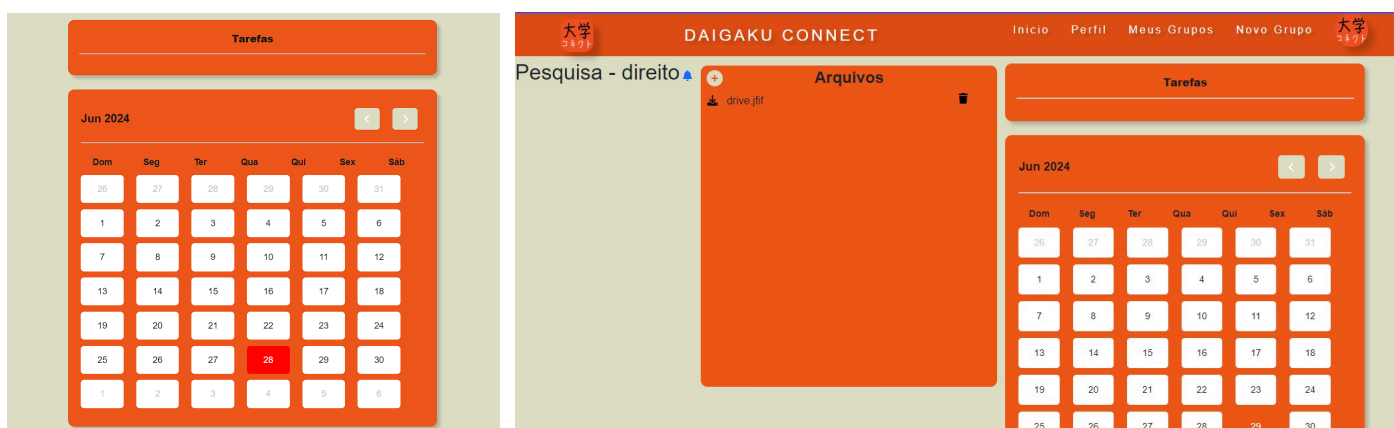 Tarefas
Jun 2024
Dom Seg Ter Qua Qui Sex Sáb
26 27 28 29 30 31
1 2 3 4 5 6
7 8 9 10 11 12
13 14 15 16 17 18
19 20 21 22 23 24
25 26 27 28 29 30
1 2 3 4 5 6
大学
コネクト
DAIGAKU CONNECT
Inicio Perfil Meus Grupos Novo Grupo
大学
コネクト
Pesquisa - direito
Arquivos
drive.jfif
Tarefas
Jun 2024
Dom Seg Ter Qua Qui Sex Sáb
26 27 28 29 30 31
1 2 3 4 5 6
7 8 9 10 11 12
13 14 15 16 17 18
19 20 21 22 23 24
25 26 27 28 29 30